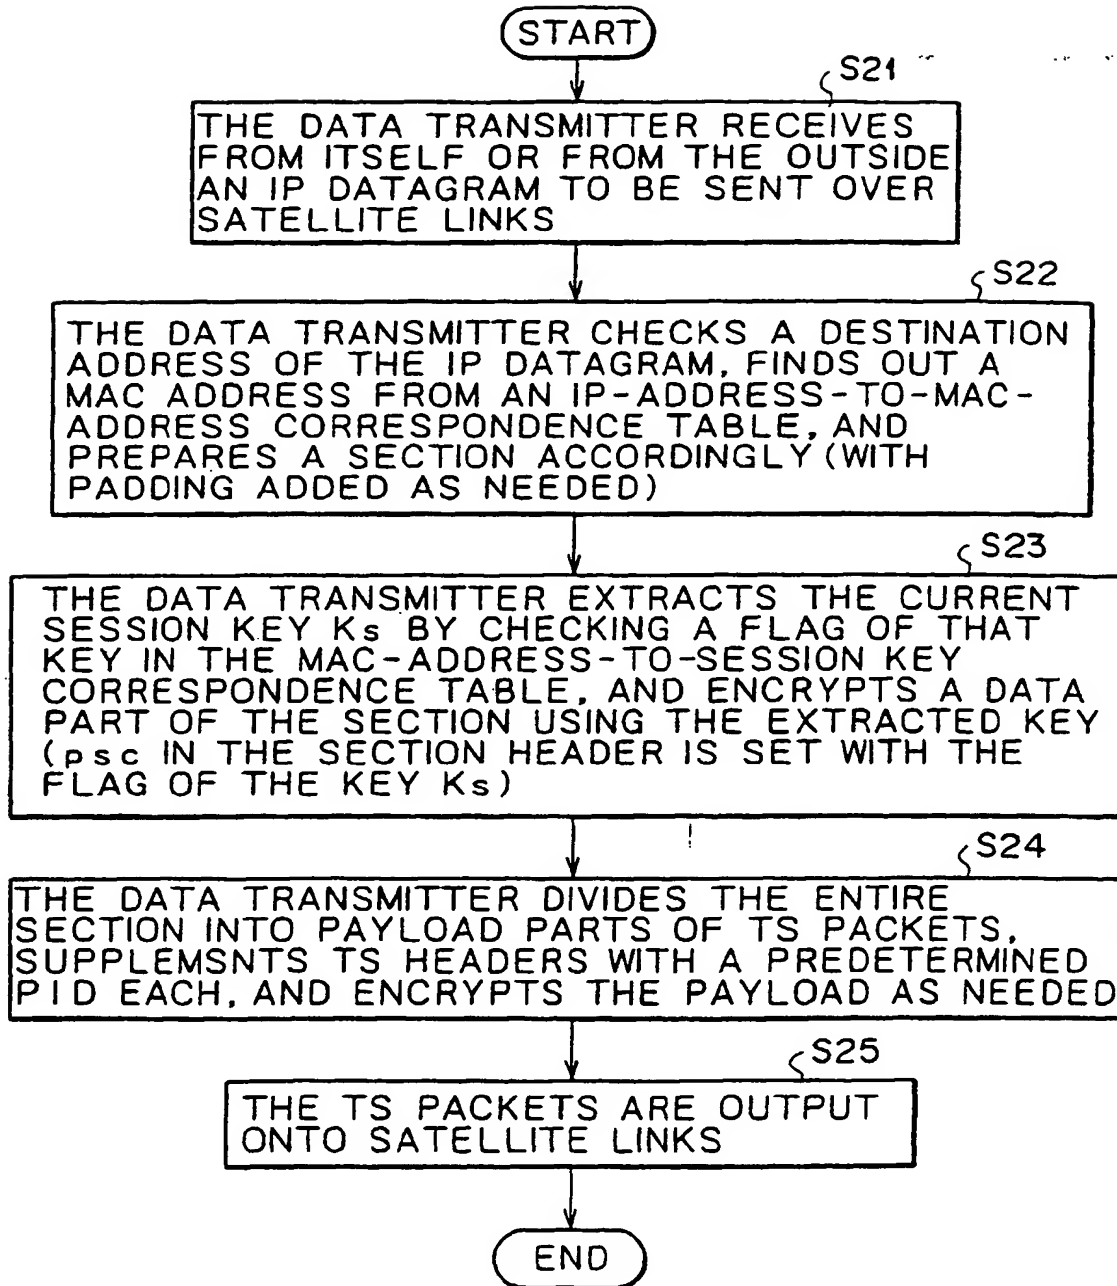 START
S21
THE DATA TRANSMITTER RECEIVES
FROM ITSELF OR FROM THE OUTSIDE
AN IP DATAGRAM TO BE SENT OVER
SATELLITE LINKS
S22
THE DATA TRANSMITTER CHECKS A DESTINATION
ADDRESS OF THE IP DATAGRAM, FINDS OUT A
MAC ADDRESS FROM AN IP-ADDRESS-TO-MAC-
ADDRESS CORRESPONDENCE TABLE, AND
PREPARES A SECTION ACCORDINGLY (WITH
PADDING ADDED AS NEEDED)
S23
THE DATA TRANSMITTER EXTRACTS THE CURRENT
SESSION KEY Ks BY CHECKING A FLAG OF THAT
KEY IN THE MAC-ADDRESS-TO-SESSION KEY
CORRESPONDENCE TABLE, AND ENCRYPTS A DATA
PART OF THE SECTION USING THE EXTRACTED KEY
(psc IN THE SECTION HEADER IS SET WITH THE
FLAG OF THE KEY Ks)
S24
THE DATA TRANSMITTER DIVIDES THE ENTIRE
SECTION INTO PAYLOAD PARTS OF TS PACKETS,
SUPPLEMSNTS TS HEADERS WITH A PREDETERMINED
PID EACH, AND ENCRYPTS THE PAYLOAD AS NEEDED
S25
THE TS PACKETS ARE OUTPUT
ONTO SATELLITE LINKS
END